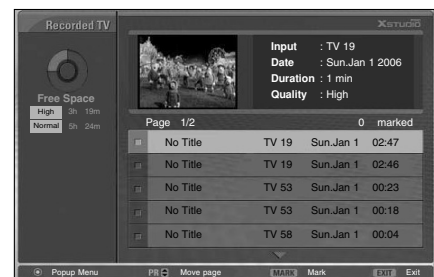 Recorded TV
XSTUDIO
Input : TV 19
Date : Sun.Jan 1 2006
Duration : 1 min
Quality : High
Free Space
High 3h 19m
Normal 5h 24m
Page 1/2 0 marked
No Title TV 19 Sun.Jan 1 02:47
No Title TV 19 Sun.Jan 1 02:46
No Title TV 53 Sun.Jan 1 00:23
No Title TV 53 Sun.Jan 1 00:18
No Title TV 58 Sun.Jan 1 00:04
Popup Menu PR Move page MARK Mark EXIT Exit